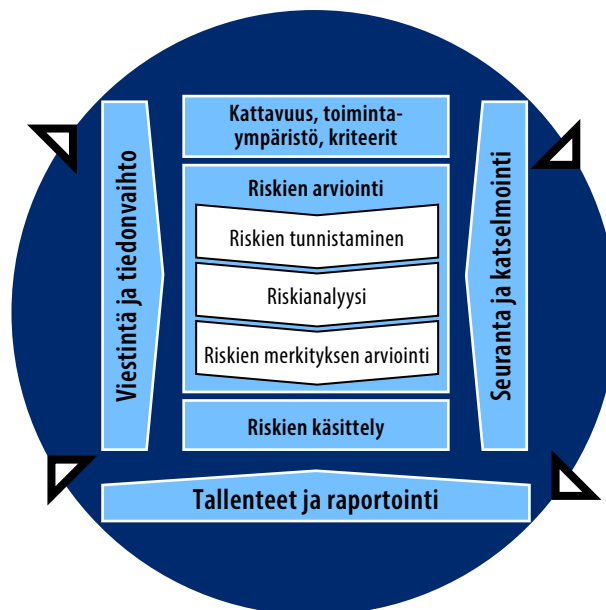 Kattavuus, toiminta-
ympäristö, kriteerit
Riskien arviointi
Riskien tunnistaminen
Riskianalyysi
Riskien merkityksen arviointi
Riskien käsittely
Viestintä ja tiedonvaihto
Seuranta ja katselmointi
Tallenteet ja raportointi